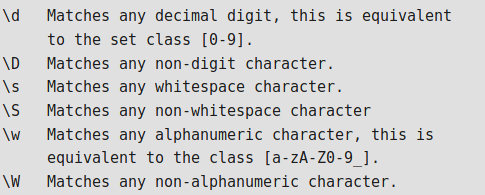 \d   Matches any decimal digit, this is equivalent
     to the set class [0-9].
\D   Matches any non-digit character.
\s   Matches any whitespace character.
\S   Matches any non-whitespace character
\w   Matches any alphanumeric character, this is
     equivalent to the class [a-zA-Z0-9_].
\W   Matches any non-alphanumeric character.